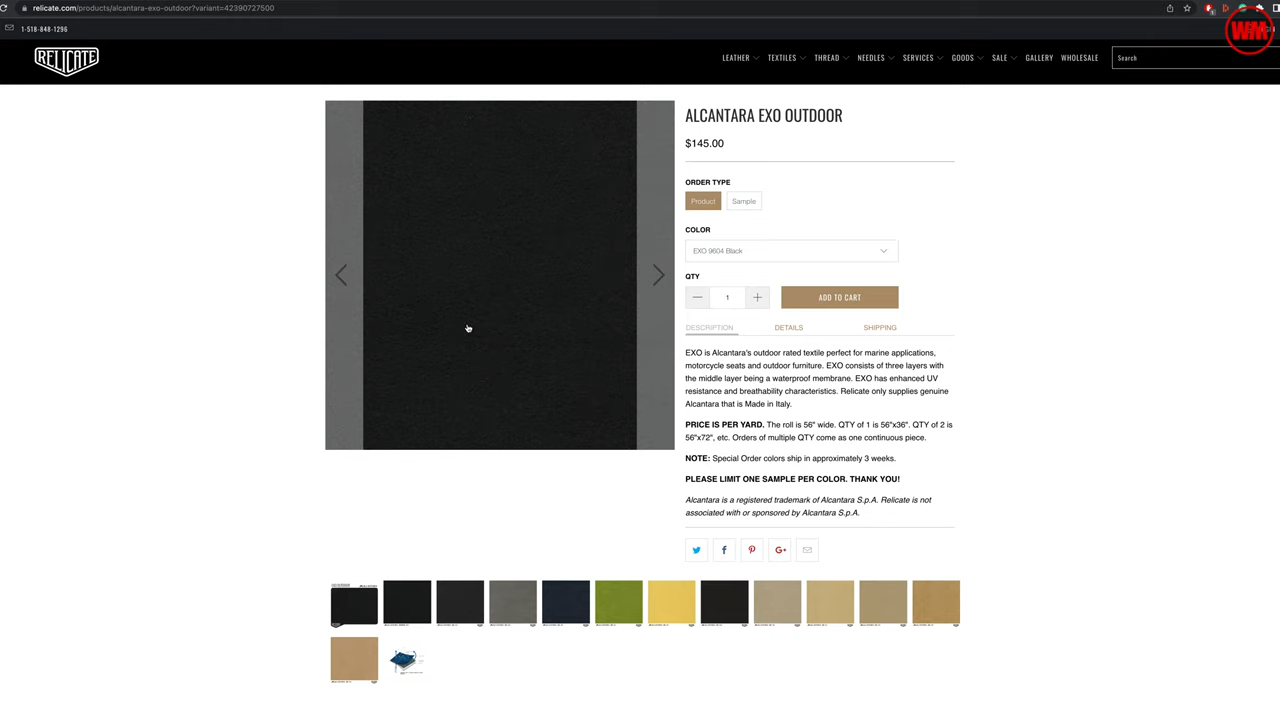 relicate.com/products/alcantara-exo-outdoor?variant=42390727500
1-518-848-1296
WM
RELICATE
LEATHER TEXTILES THREAD NEEDLES SERVICES GOODS SALE GALLERY WHOLESALE
Search
ALCANTARA EXO OUTDOOR
$145.00
ORDER TYPE
Product Sample
COLOR
EXO 9604 Black
QTY
1 ADD TO CART
DESCRIPTION DETAILS SHIPPING
EXO is Alcantara's outdoor rated textile perfect for marine applications,
motorcycle seats and outdoor furniture. EXO consists of three layers with
the middle layer being a waterproof membrane. EXO has enhanced UV
resistance and breathability characteristics. Relicate only supplies genuine
Alcantara that is Made in Italy.
PRICE IS PER YARD. The roll is 56" wide. QTY of 1 is 56"x36". QTY of 2 is
56"x72", etc. Orders of multiple QTY come as one continuous piece.
NOTE: Special Order colors ship in approximately 3 weeks.
PLEASE LIMIT ONE SAMPLE PER COLOR. THANK YOU!
Alcantara is a registered trademark of Alcantara S.p.A. Relicate is not
associated with or sponsored by Alcantara S.p.A.